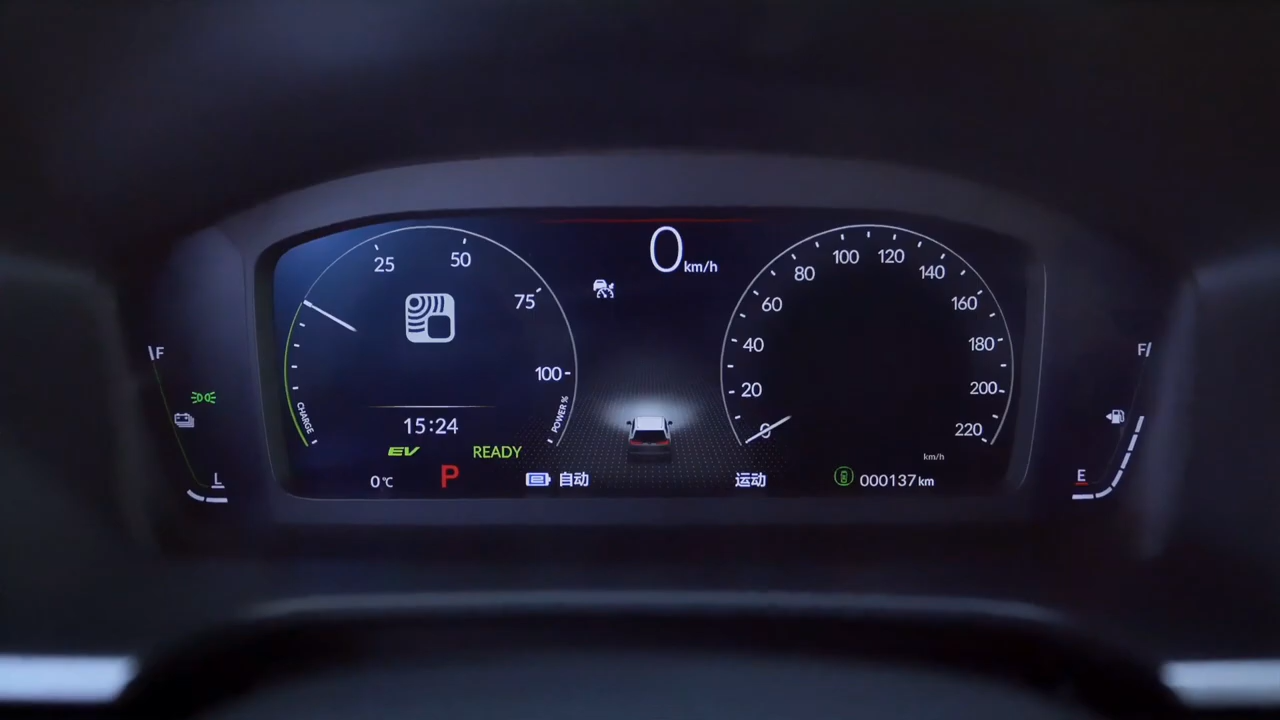 0 km/h
25
50
75
100
CHARGE
POWER %
15:24
EV
READY
0℃
P
自动
运动
000137 km
0
20
40
60
80
100
120
140
160
180
200
220
km/h
F
L
F
E